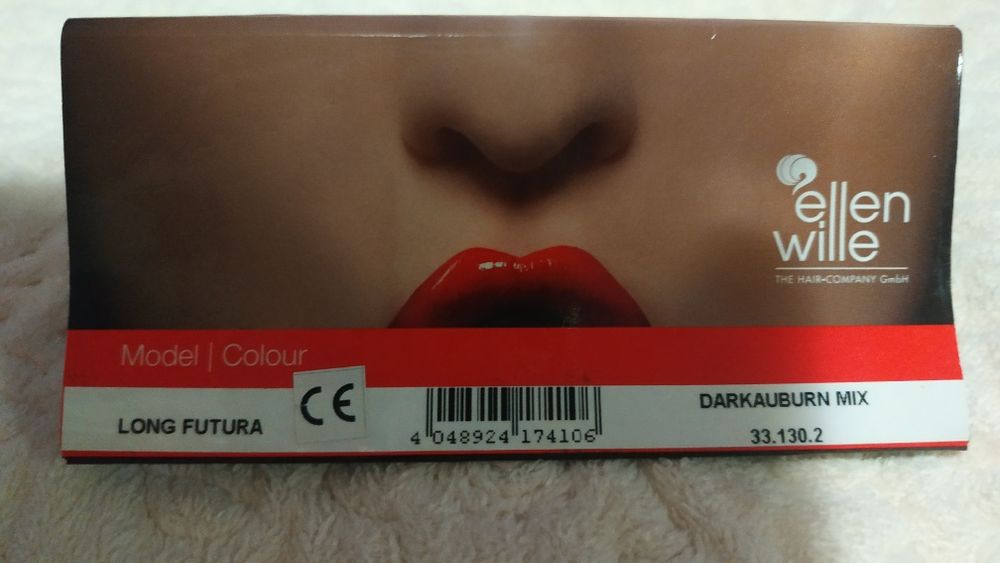 ellen
wille
THE HAIR-COMPANY GmbH
Model | Colour
LONG FUTURA
CE
4 048924 174106
DARKAUBURN MIX
33.130.2